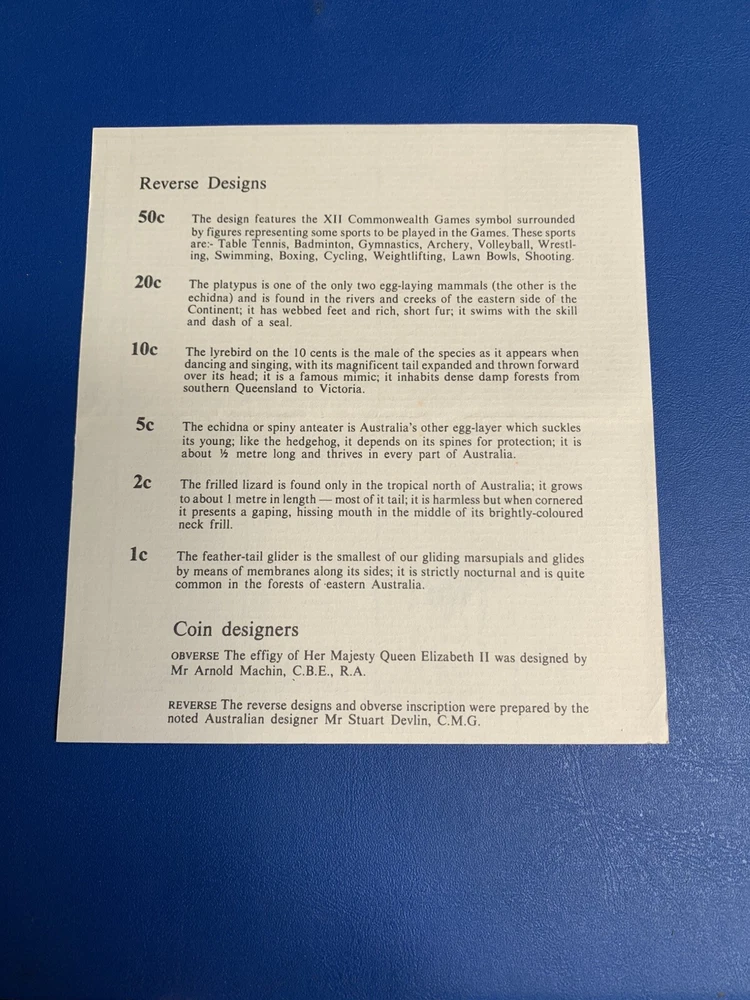 Reverse Designs
50c The design features the XII Commonwealth Games symbol surrounded
by figures representing some sports to be played in the Games. These sports
are:- Table Tennis, Badminton, Gymnastics, Archery, Volleyball, Wrestl-
ing, Swimming, Boxing, Cycling, Weightlifting, Lawn Bowls, Shooting.
20c The platypus is one of the only two egg-laying mammals (the other is the
echidna) and is found in the rivers and creeks of the eastern side of the
Continent; it has webbed feet and rich, short fur; it swims with the skill
and dash of a seal.
10c The lyrebird on the 10 cents is the male of the species as it appears when
dancing and singing, with its magnificent tail expanded and thrown forward
over its head; it is a famous mimic; it inhabits dense damp forests from
southern Queensland to Victoria.
5c The echidna or spiny anteater is Australia's other egg-layer which suckles
its young; like the hedgehog, it depends on its spines for protection; it is
about ½ metre long and thrives in every part of Australia.
2c The frilled lizard is found only in the tropical north of Australia; it grows
to about 1 metre in length — most of it tail; it is harmless but when cornered
it presents a gaping, hissing mouth in the middle of its brightly-coloured
neck frill.
1c The feather-tail glider is the smallest of our gliding marsupials and glides
by means of membranes along its sides; it is strictly nocturnal and is quite
common in the forests of eastern Australia.
Coin designers
OBVERSE The effigy of Her Majesty Queen Elizabeth II was designed by
Mr Arnold Machin, C.B.E., R.A.
REVERSE The reverse designs and obverse inscription were prepared by the
noted Australian designer Mr Stuart Devlin, C.M.G.